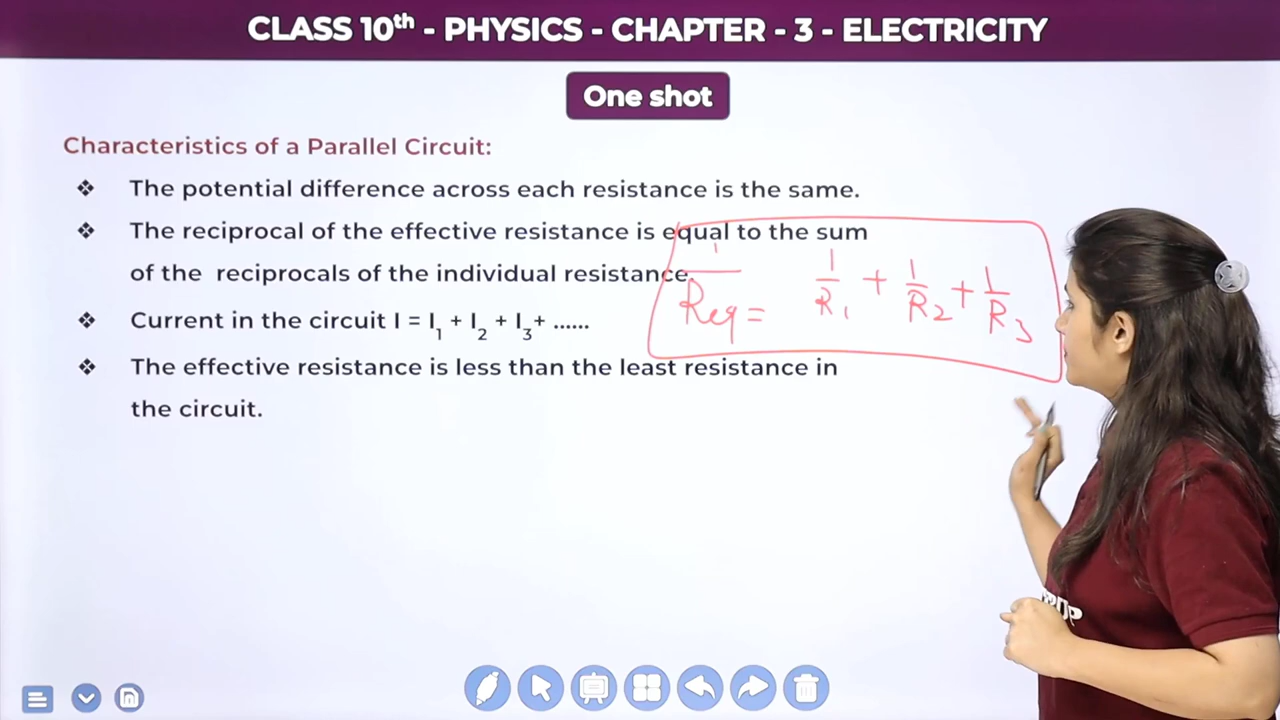 CLASS 10th - PHYSICS - CHAPTER - 3 - ELECTRICITY
One shot
Characteristics of a Parallel Circuit:
❖ The potential difference across each resistance is the same.
❖ The reciprocal of the effective resistance is equal to the sum
of the reciprocals of the individual resistance.
1/Req = 1/R1 + 1/R2 + 1/R3
❖ Current in the circuit I = I1 + I2 + I3+ ......
❖ The effective resistance is less than the least resistance in
the circuit.